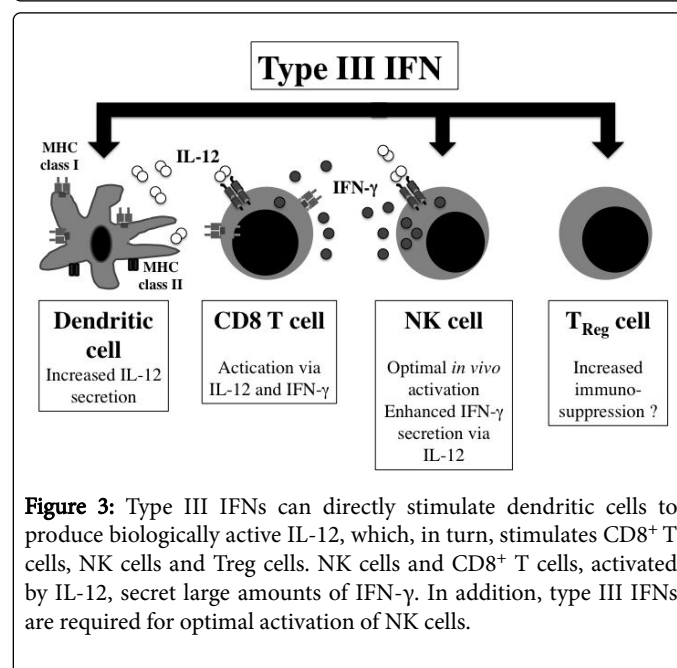 Type III IFN
MHC
class I
IL-12
IFN-γ
MHC
class II
Dendritic
cell
Increased IL-12
secretion
CD8 T cell
Actication via
IL-12 and IFN-γ
NK cell
Optimal in vivo
activation
Enhanced IFN-γ
secretion via
IL-12
TReg cell
Increased
immuno-
suppression ?
Figure 3: Type III IFNs can directly stimulate dendritic cells to
produce biologically active IL-12, which, in turn, stimulates CD8+ T
cells, NK cells and Treg cells. NK cells and CD8+ T cells, activated
by IL-12, secret large amounts of IFN-γ. In addition, type III IFNs
are required for optimal activation of NK cells.